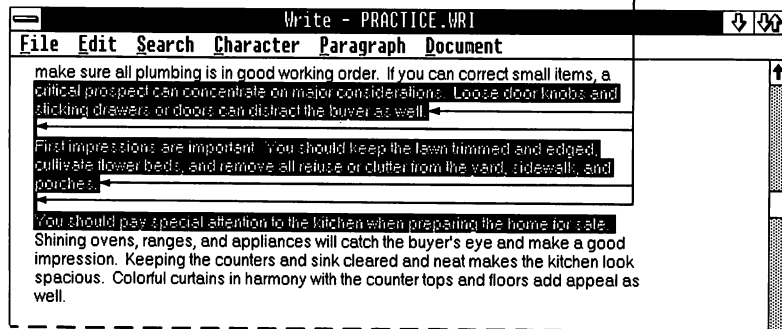 Write - PRACTICE.WRI
File Edit Search Character Paragraph Document
make sure all plumbing is in good working order. If you can correct small items, a
critical prospect can concentrate on major considerations. Loose door knobs and
sticking drawers or doors can distract the buyer as well.
First impressions are important. You should keep the lawn trimmed and edged,
cultivate flower beds, and remove all refuse or clutter from the yard, sidewalk, and
porches.
You should pay special attention to the kitchen when preparing the home for sale.
Shining ovens, ranges, and appliances will catch the buyer's eye and make a good
impression. Keeping the counters and sink cleared and neat makes the kitchen look
spacious. Colorful curtains in harmony with the counter tops and floors add appeal as
well.